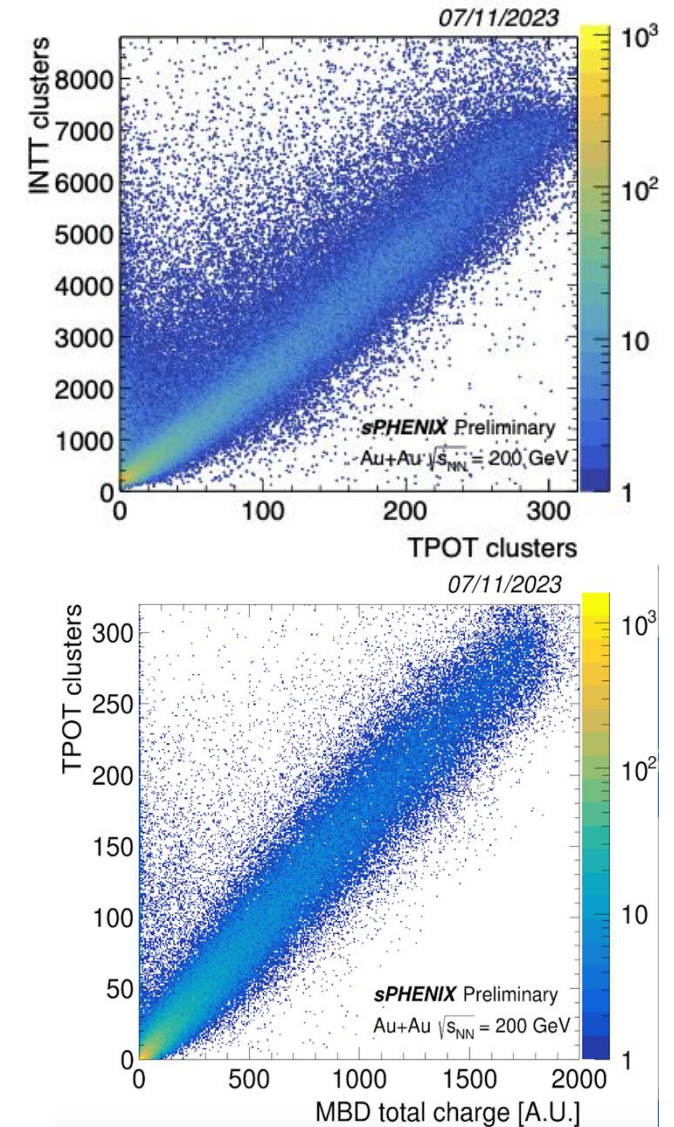 07/11/2023
INTT clusters
8000
7000
6000
5000
4000
3000
2000
1000
0
0 100 200 300
TPOT clusters
10³
10²
10
1
sPHENIX Preliminary
Au+Au √sNN = 200 GeV
07/11/2023
TPOT clusters
300
250
200
150
100
50
0
0 500 1000 1500 2000
MBD total charge [A.U.]
10³
10²
10
1
sPHENIX Preliminary
Au+Au √sNN = 200 GeV